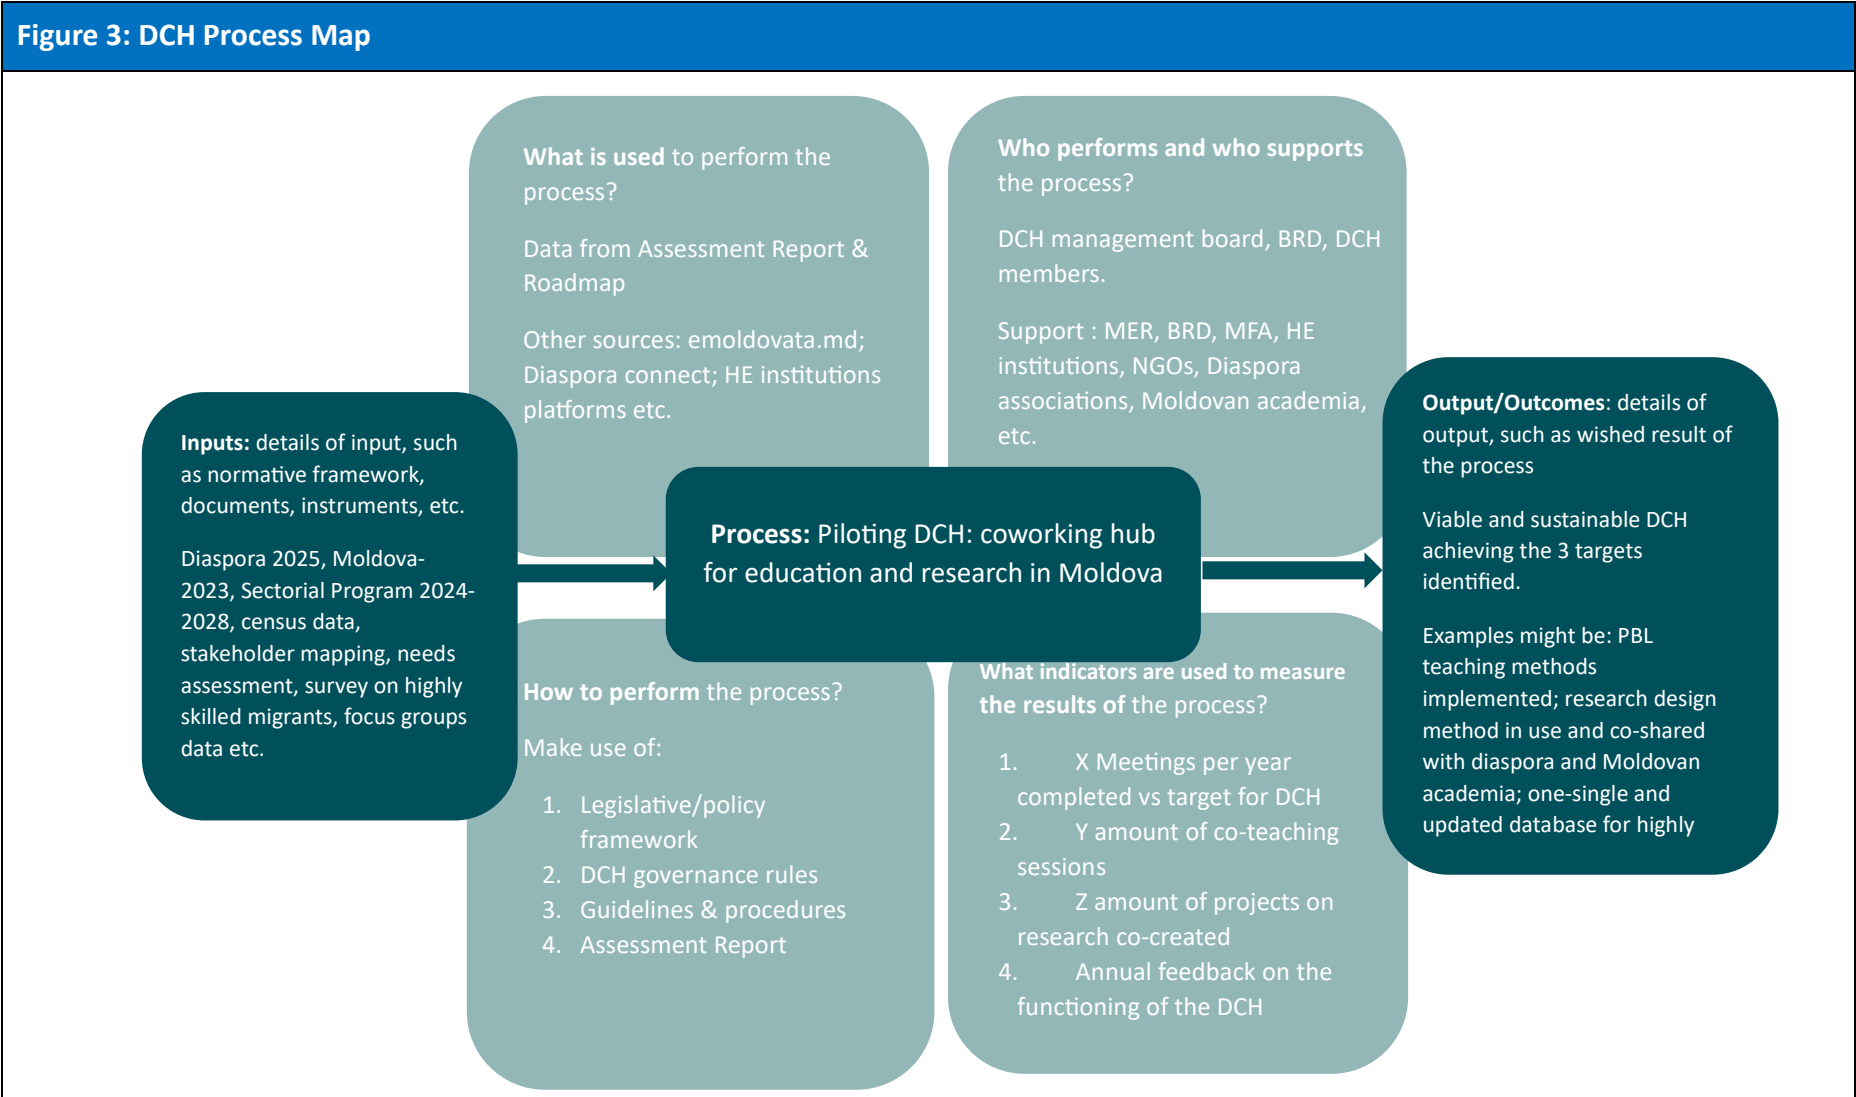 Figure 3: DCH Process Map
What is used to perform the
process?
Data from Assessment Report &
Roadmap
Other sources: emoldovata.md;
Diaspora connect; HE institutions
platforms etc.
Who performs and who supports
the process?
DCH management board, BRD, DCH
members.
Support : MER, BRD, MFA, HE
institutions, NGOs, Diaspora
associations, Moldovan academia,
etc.
Inputs: details of input, such
as normative framework,
documents, instruments, etc.
Diaspora 2025, Moldova-
2023, Sectorial Program 2024-
2028, census data,
stakeholder mapping, needs
assessment, survey on highly
skilled migrants, focus groups
data etc.
Process: Piloting DCH: coworking hub
for education and research in Moldova
Output/Outcomes: details of
output, such as wished result of
the process
Viable and sustainable DCH
achieving the 3 targets
identified.
Examples might be: PBL
teaching methods
implemented; research design
method in use and co-shared
with diaspora and Moldovan
academia; one-single and
updated database for highly
How to perform the process?
Make use of:
1. Legislative/policy
framework
2. DCH governance rules
3. Guidelines & procedures
4. Assessment Report
What indicators are used to measure
the results of the process?
1. X Meetings per year
completed vs target for DCH
2. Y amount of co-teaching
sessions
3. Z amount of projects on
research co-created
4. Annual feedback on the
functioning of the DCH